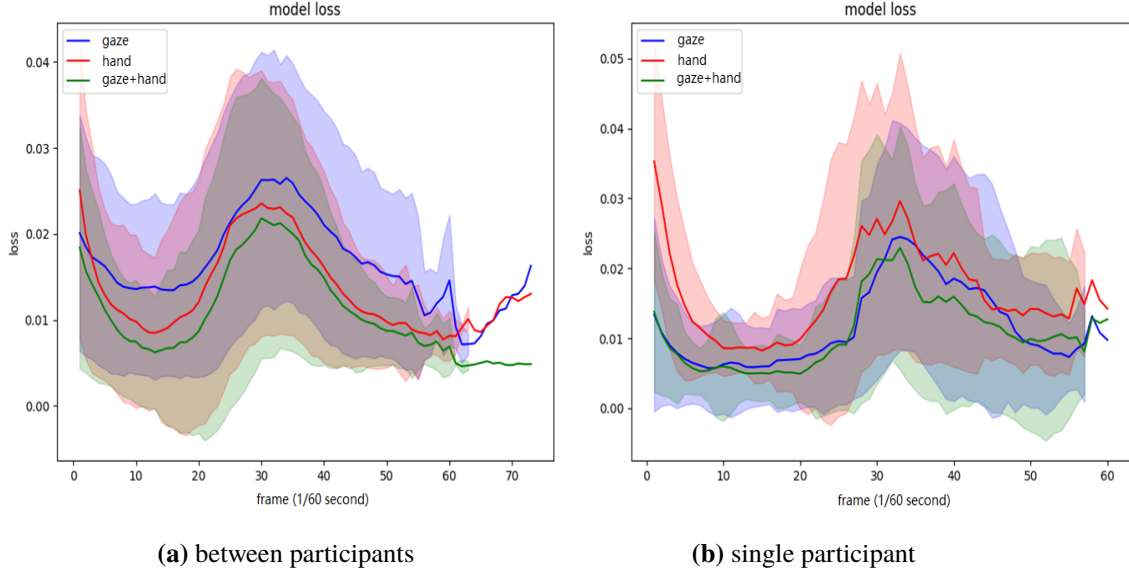 model loss
gaze
hand
gaze+hand
0.04
0.03
0.02
0.01
0.00
loss
0 10 20 30 40 50 60 70
frame (1/60 second)
(a) between participants
model loss
gaze
hand
gaze+hand
0.05
0.04
0.03
0.02
0.01
0.00
loss
0 10 20 30 40 50 60
frame (1/60 second)
(b) single participant